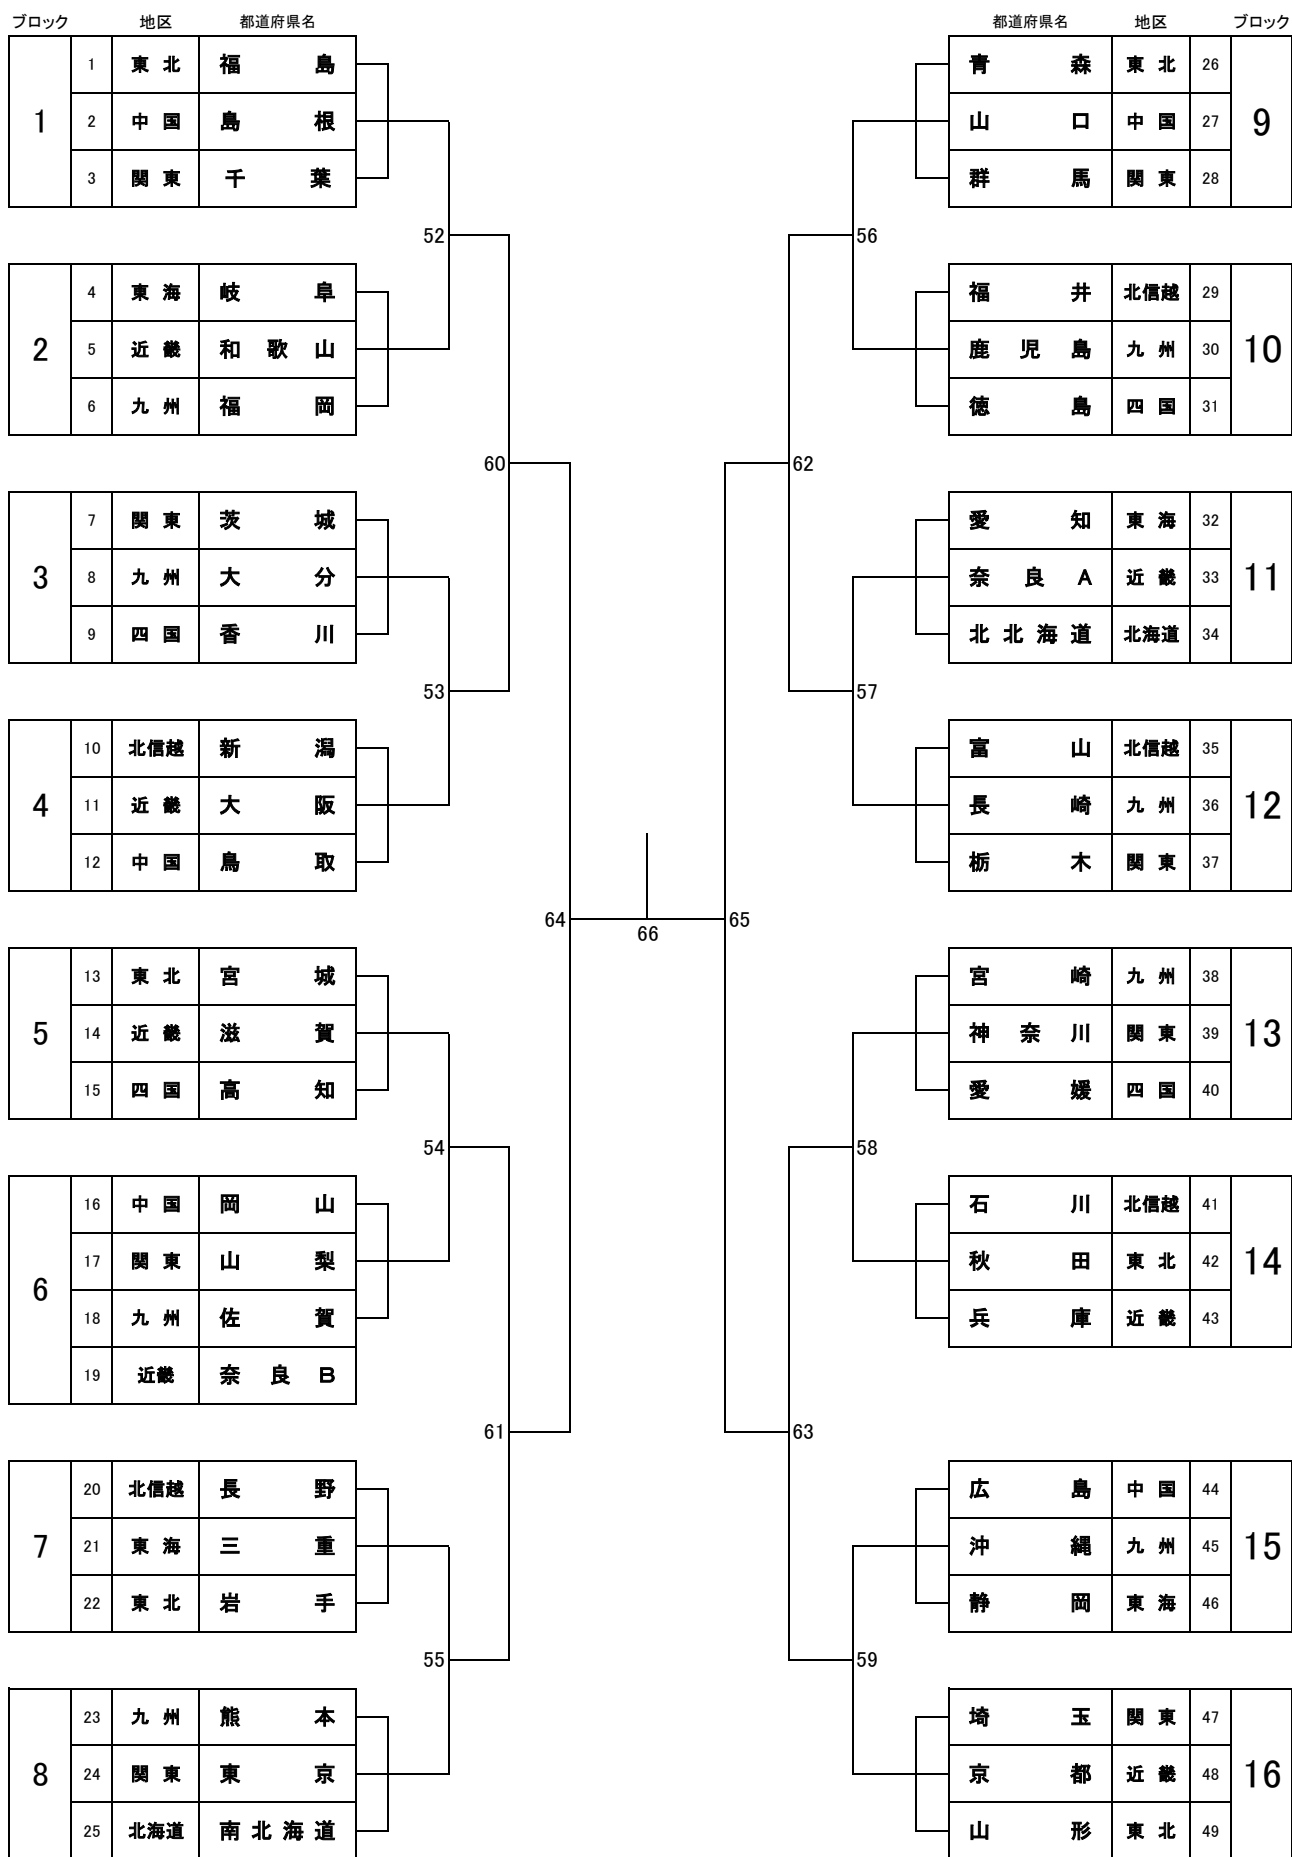 ブロック 地区 都道府県名
1
1 東北 福島
2 中国 島根
3 関東 千葉
52
2
4 東海 岐阜
5 近畿 和歌山
6 九州 福岡
60
3
7 関東 茨城
8 九州 大分
9 四国 香川
53
4
10 北信越 新潟
11 近畿 大阪
12 中国 鳥取
64
5
13 東北 宮城
14 近畿 滋賀
15 四国 高知
54
6
16 中国 岡山
17 関東 山梨
18 九州 佐賀
19 近畿 奈良B
61
7
20 北信越 長野
21 東海 三重
22 東北 岩手
55
8
23 九州 熊本
24 関東 東京
25 北海道 南北海道
66
都道府県名 地区 ブロック
青森 東北 26
山口 中国 27
群馬 関東 28
9
56
福井 北信越 29
鹿児島 九州 30
徳島 四国 31
10
62
愛知 東海 32
奈良A 近畿 33
北北海道 北海道 34
11
57
富山 北信越 35
長崎 九州 36
栃木 関東 37
12
65
宮崎 九州 38
神奈川 関東 39
愛媛 四国 40
13
58
石川 北信越 41
秋田 東北 42
兵庫 近畿 43
14
63
広島 中国 44
沖縄 九州 45
静岡 東海 46
15
59
埼玉 関東 47
京都 近畿 48
山形 東北 49
16